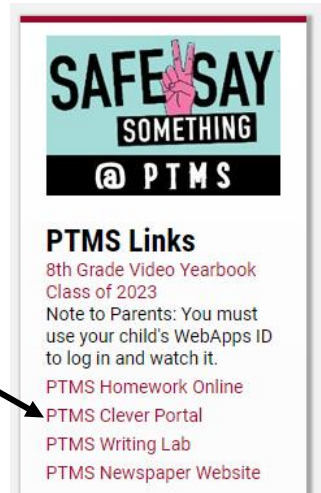 SAFE SAY
SOMETHING
@ PTMS
PTMS Links
8th Grade Video Yearbook
Class of 2023
Note to Parents: You must
use your child's WebApps ID
to log in and watch it.
PTMS Homework Online
PTMS Clever Portal
PTMS Writing Lab
PTMS Newspaper Website